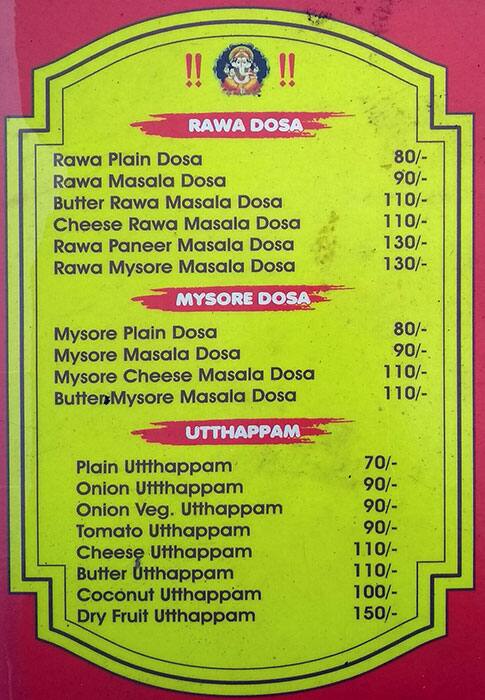 !! !!
RAWA DOSA
Rawa Plain Dosa 80/-
Rawa Masala Dosa 90/-
Butter Rawa Masala Dosa 110/-
Cheese Rawa Masala Dosa 110/-
Rawa Paneer Masala Dosa 130/-
Rawa Mysore Masala Dosa 130/-
MYSORE DOSA
Mysore Plain Dosa 80/-
Mysore Masala Dosa 90/-
Mysore Cheese Masala Dosa 110/-
Butter Mysore Masala Dosa 110/-
UTTHAPPAM
Plain Uttthappam 70/-
Onion Uttthappam 90/-
Onion Veg. Utthappam 90/-
Tomato Utthappam 90/-
Cheese Utthappam 110/-
Butter Utthappam 110/-
Coconut Utthappam 100/-
Dry Fruit Utthappam 150/-